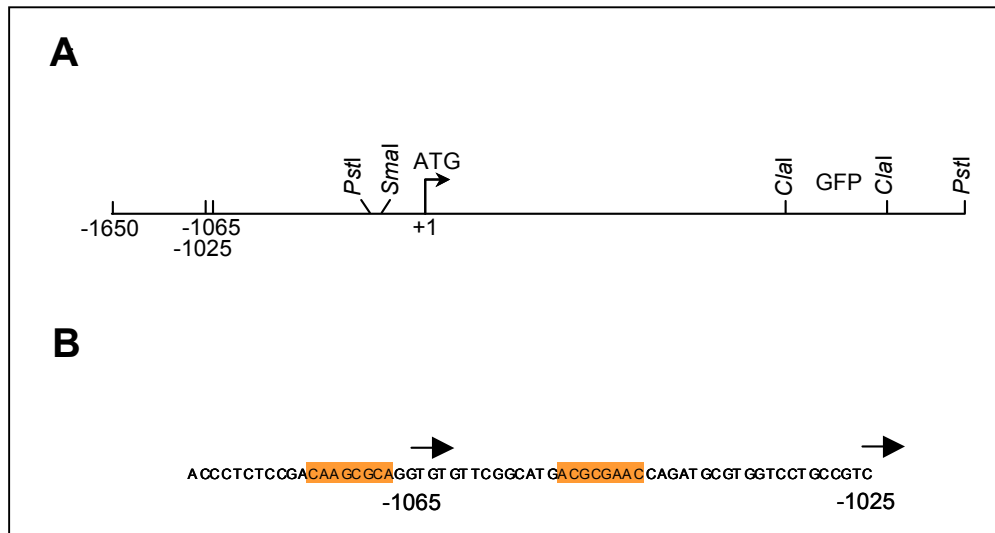 A
PstI SmaI ATG ClaI GFP ClaI PstI
-1650 -1065 +1
-1025
B
ACCCTCTCCGACAAGCGCAGGTGTGTTCGGCATGACGCGAACCAGATGCGTGGTCCTGCCGTC
-1065 -1025